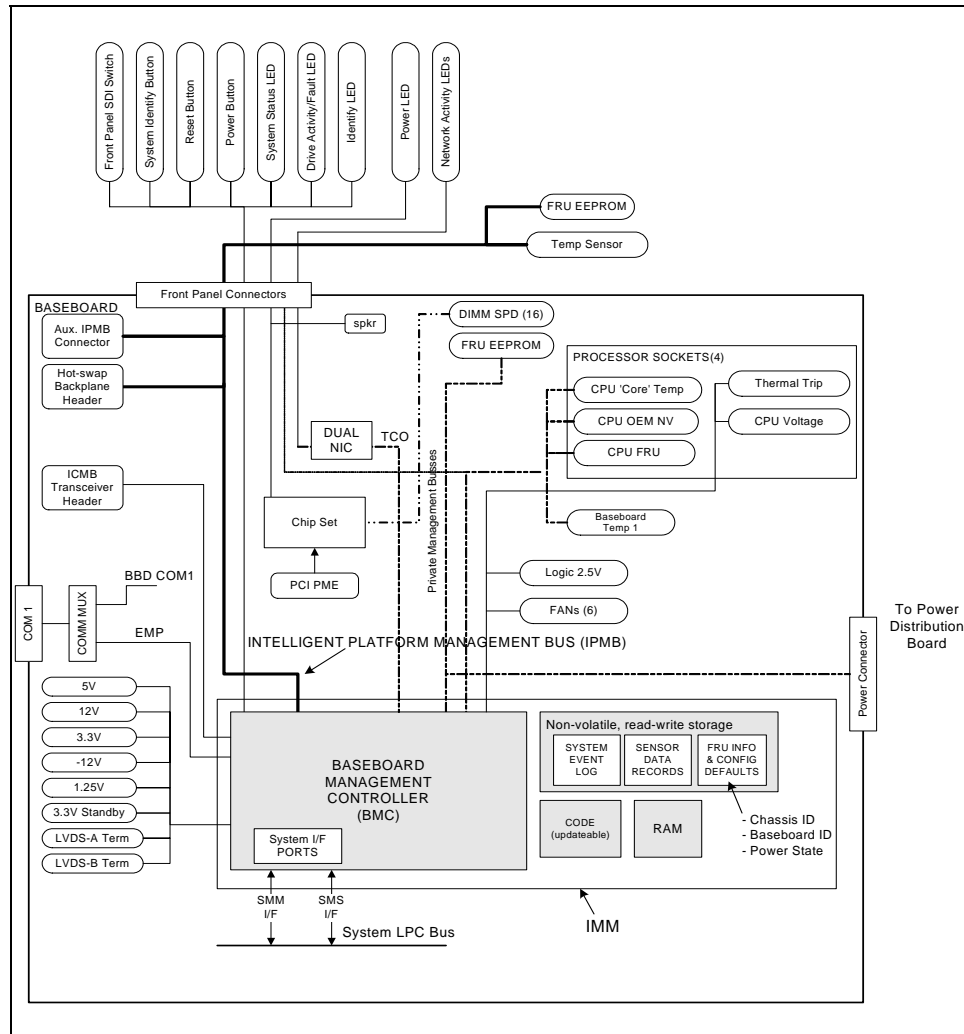 Front Panel SDI Switch
System Identify Button
Reset Button
Power Button
System Status LED
Drive Activity/Fault LED
Identify LED
Power LED
Network Activity LEDs
FRU EEPROM
Temp Sensor
Front Panel Connectors
BASEBOARD
Aux. IPMB
Connector
Hot-swap
Backplane
Header
spkr
DIMM SPD (16)
FRU EEPROM
PROCESSOR SOCKETS(4)
CPU 'Core' Temp
CPU OEM NV
CPU FRU
Thermal Trip
CPU Voltage
DUAL
NIC
TCO
Private Management Busses
ICMB
Transceiver
Header
Chip Set
PCI PME
Baseboard
Temp 1
Logic 2.5V
FANs (6)
BBD COM1
COM 1
COMM MUX
EMP
INTELLIGENT PLATFORM MANAGEMENT BUS (IPMB)
To Power
Distribution
Board
Power Connector
5V
12V
3.3V
-12V
1.25V
3.3V Standby
LVDS-A Term
LVDS-B Term
BASEBOARD
MANAGEMENT
CONTROLLER
(BMC)
System I/F
PORTS
Non-volatile, read-write storage
SYSTEM
EVENT
LOG
SENSOR
DATA
RECORDS
FRU INFO
& CONFIG
DEFAULTS
CODE
(updateable)
RAM
- Chassis ID
- Baseboard ID
- Power State
SMM
I/F
SMS
I/F
IMM
System LPC Bus